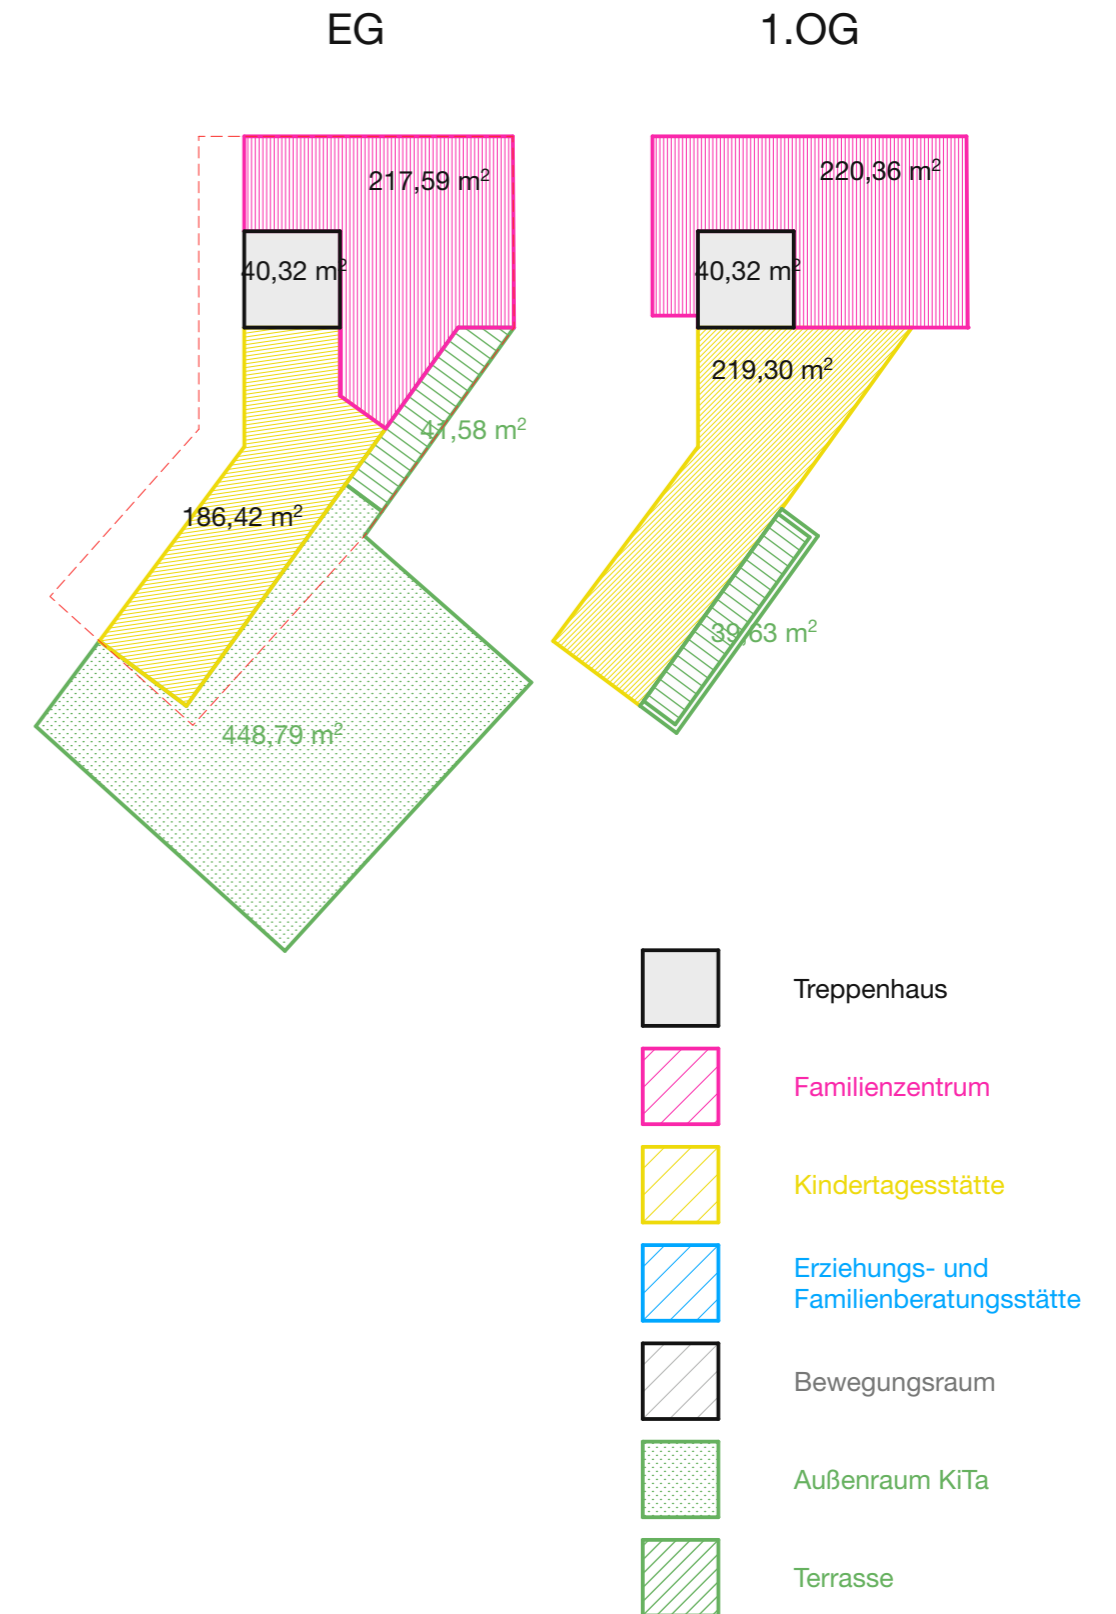 EG
1.OG
217,59 m²
220,36 m²
40,32 m²
40,32 m²
219,30 m²
41,58 m²
186,42 m²
39,63 m²
448,79 m²
Treppenhaus
Familienzentrum
Kindertagesstätte
Erziehungs- und
Familienberatungsstätte
Bewegungsraum
Außenraum KiTa
Terrasse